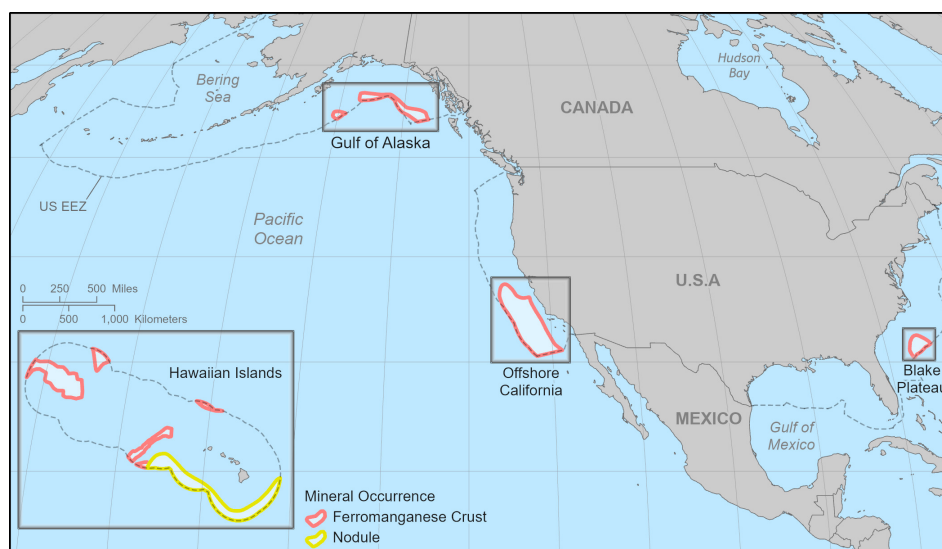 Bering
Sea
Hudson
Bay
CANADA
Gulf of Alaska
US EEZ
Pacific
Ocean
U.S.A
0 250 500 Miles
0 500 1,000 Kilometers
Hawaiian Islands
Offshore
California
Blake
Plateau
MEXICO
Gulf of
Mexico
Mineral Occurrence
Ferromanganese Crust
Nodule